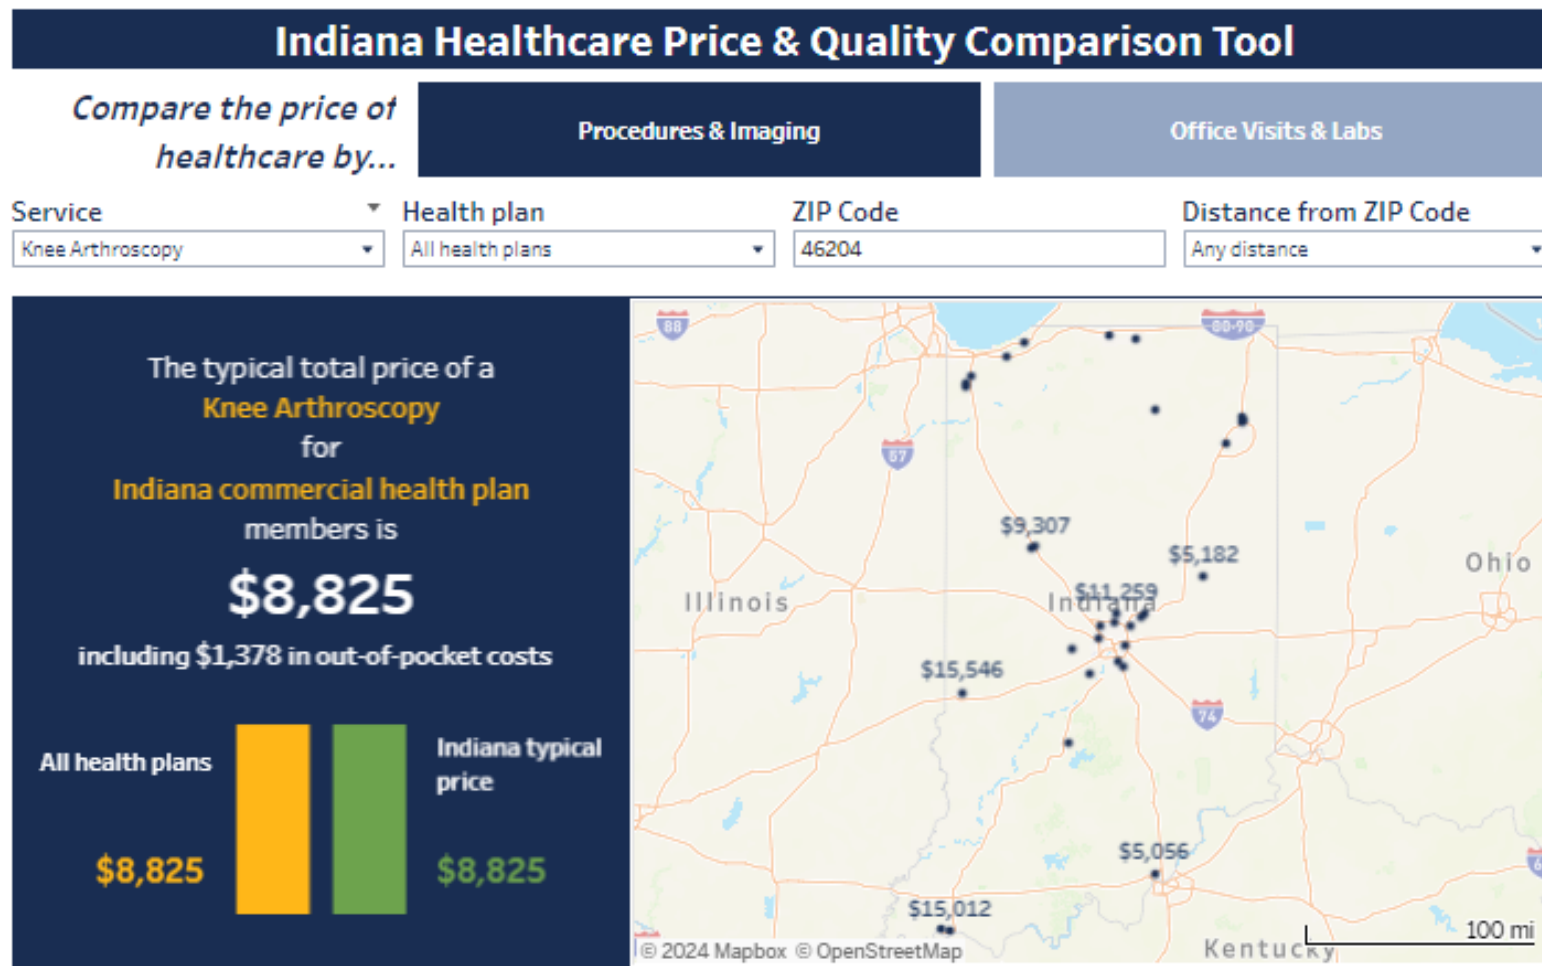 Indiana Healthcare Price & Quality Comparison Tool
Compare the price of
healthcare by...
Procedures & Imaging
Office Visits & Labs
Service
Health plan
ZIP Code
Distance from ZIP Code
Knee Arthroscopy
All health plans
46204
Any distance
The typical total price of a
Knee Arthroscopy
for
Indiana commercial health plan
members is
$8,825
including $1,378 in out-of-pocket costs
All health plans
$8,825
Indiana typical
price
$8,825
88
80-90
57
$9,307
$5,182
Ohio
$11,259
Illinois
Indiana
$15,546
74
$5,056
$15,012
100 mi
Kentucky
© 2024 Mapbox © OpenStreetMap